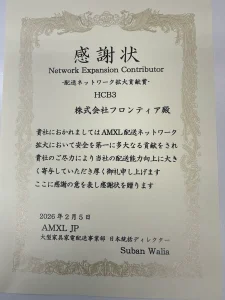 感謝状
Network Expansion Contributor
-配送ネットワーク拡大貢献賞-
HCB3
株式会社フロンティア殿
貴社におかれましてはAMXL配送ネットワーク
拡大において安全を第一に多大なる貢献をされ
貴社のご尽力により当社の配送能力向上に大き
く寄与していただき厚く御礼申し上げます
ここに感謝の意を表し感謝状を贈ります
2026年2月5日
AMXL JP
大型家具家電配送事業部 日本統括ディレクター
Suban Walia